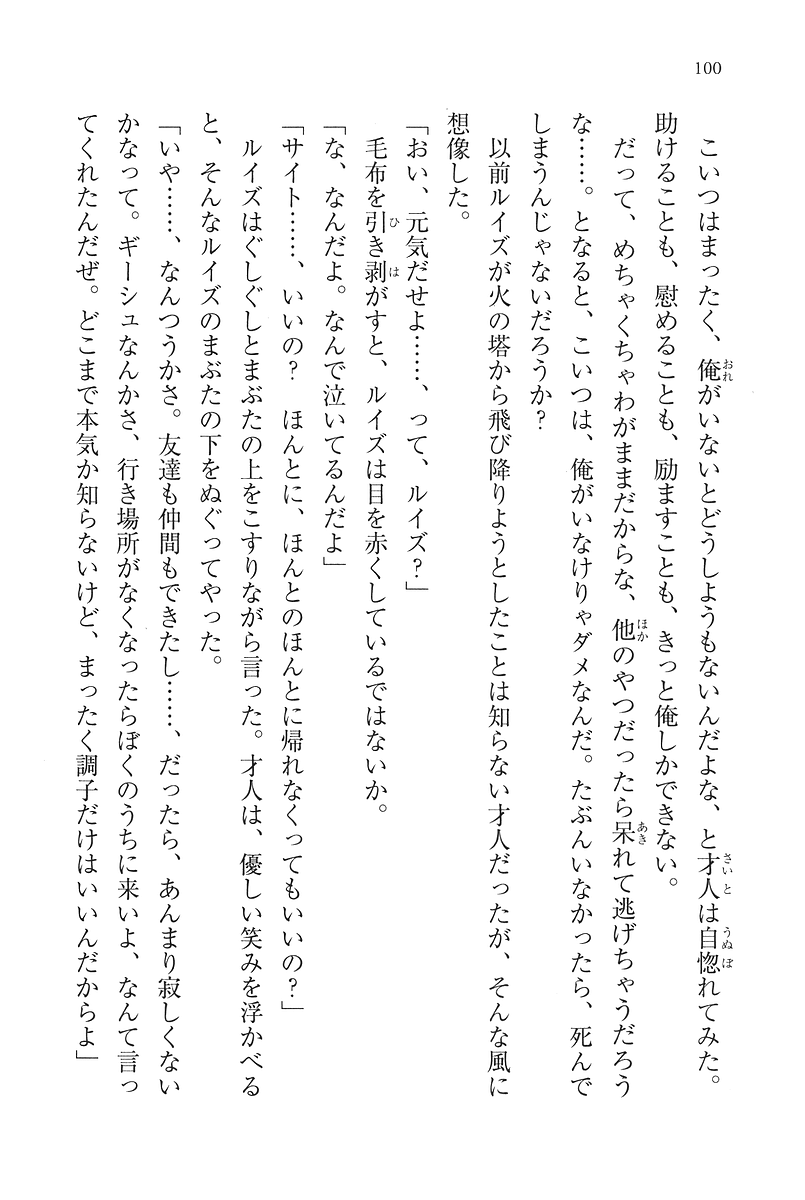 100
こいつはまったく、俺がいないとどうしようもないんだよな、と才人は自惚れてみた。
助けることも、慰めることも、励ますことも、きっと俺しかできない。
だって、めちゃくちゃわがままだからな、他のやつだったら呆れて逃げちゃうだろう
な……。となると、こいつは、俺がいなけりゃダメなんだ。たぶんいなかったら、死んで
しまうんじゃないだろうか?
以前ルイズが火の塔から飛び降りようとしたことは知らない才人だったが、そんな風に
想像した。
「おい、元気だせよ……、って、ルイズ?」
毛布を引き剥がすと、ルイズは目を赤くしているではないか。
「な、なんだよ。なんで泣いてるんだよ」
「サイト……、いいの? ほんとに、ほんとのほんとに帰れなくってもいいの?」
ルイズはぐしぐしとまぶたの上をこすりながら言った。才人は、優しい笑みを浮かべる
と、そんなルイズのまぶたの下をぬぐってやった。
「いや……、なんつうかさ。友達も仲間もできたし……、だったら、あんまり寂しくない
かなって。ギーシュなんかさ、行き場所がなくなったらぼくのうちに来いよ、なんて言っ
てくれたんだぜ。どこまで本気か知らないけど、まったく調子だけはいいんだからよ」